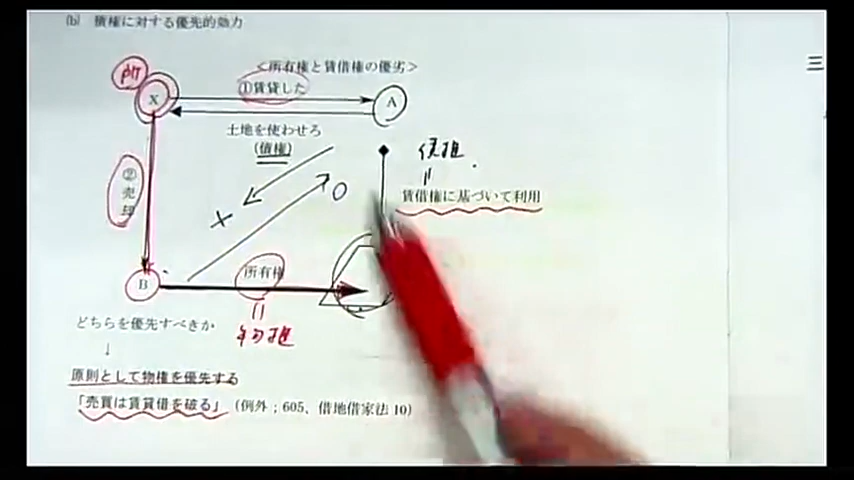 (b) 債権に対する優先的効力
<所有権と賃借権の優劣>
所
X
①賃貸した
A
土地を使わせろ
(債権)
債権
=
賃借権に基づいて利用
②売却
×
○
B
所有権
=
物権
どちらを優先すべきか
↓
原則として物権を優先する
「売買は賃貸借を破る」(例外;605、借地借家法10)
三